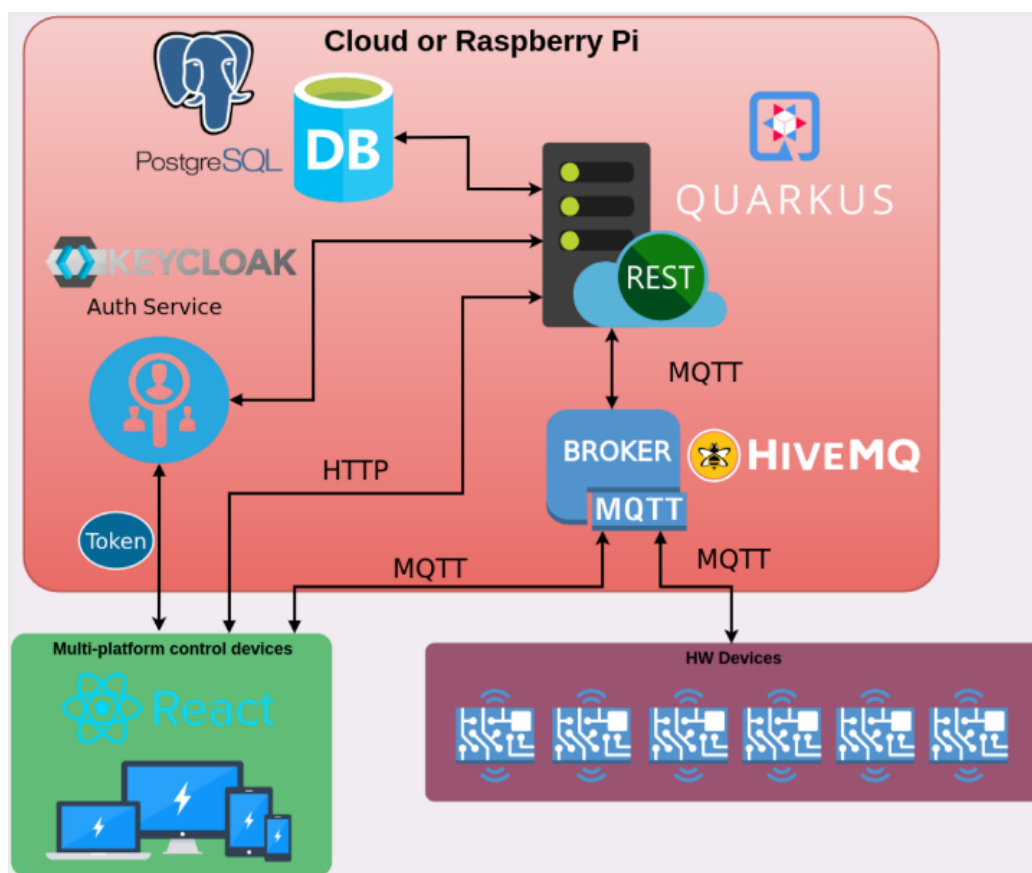 Cloud or Raspberry Pi
PostgreSQL
DB
QUARKUS
KEYCLOAK
Auth Service
REST
MQTT
BROKER
MQTT
HIVEMQ
HTTP
Token
MQTT
MQTT
Multi-platform control devices
React
HW Devices